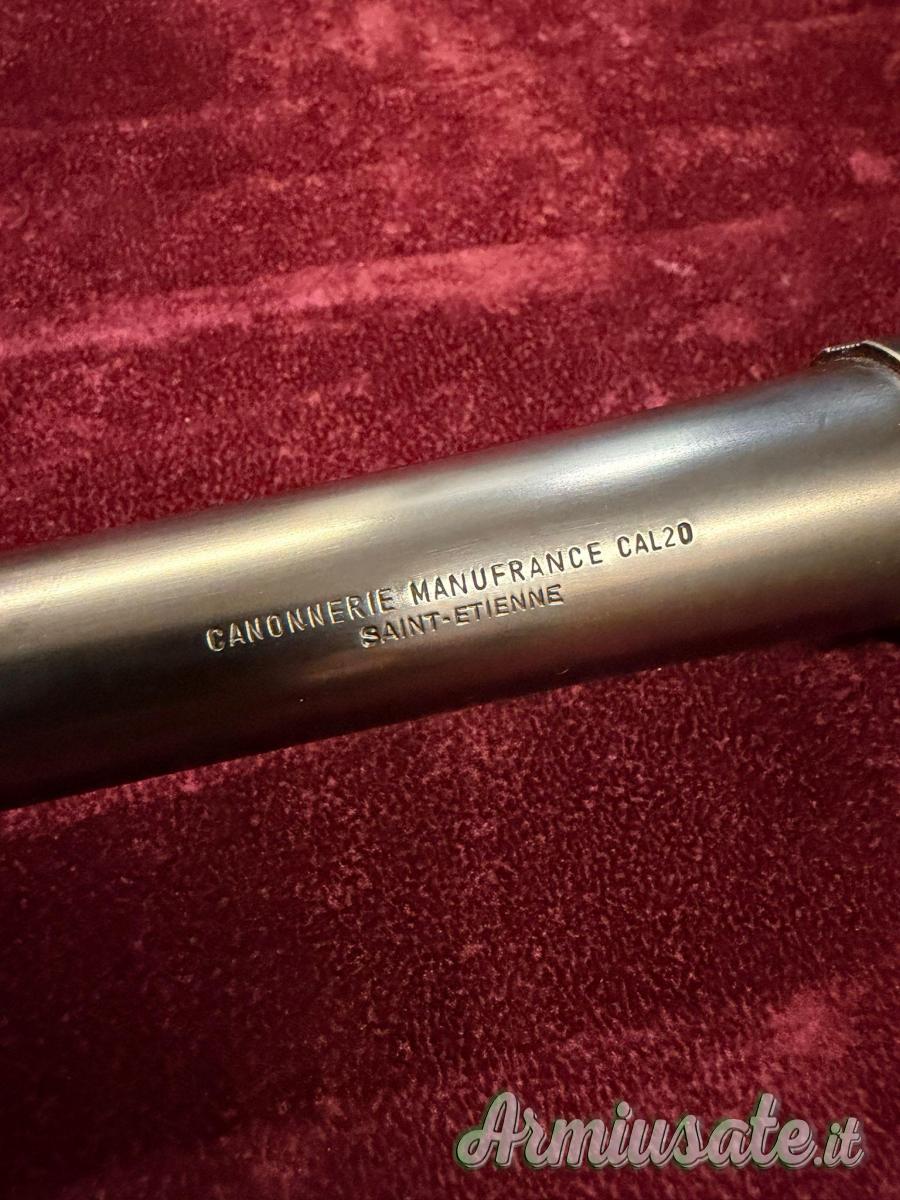 CANONNERIE MANUFRANCE CAL20
SAINT-ETIENNE
Armiusate.it